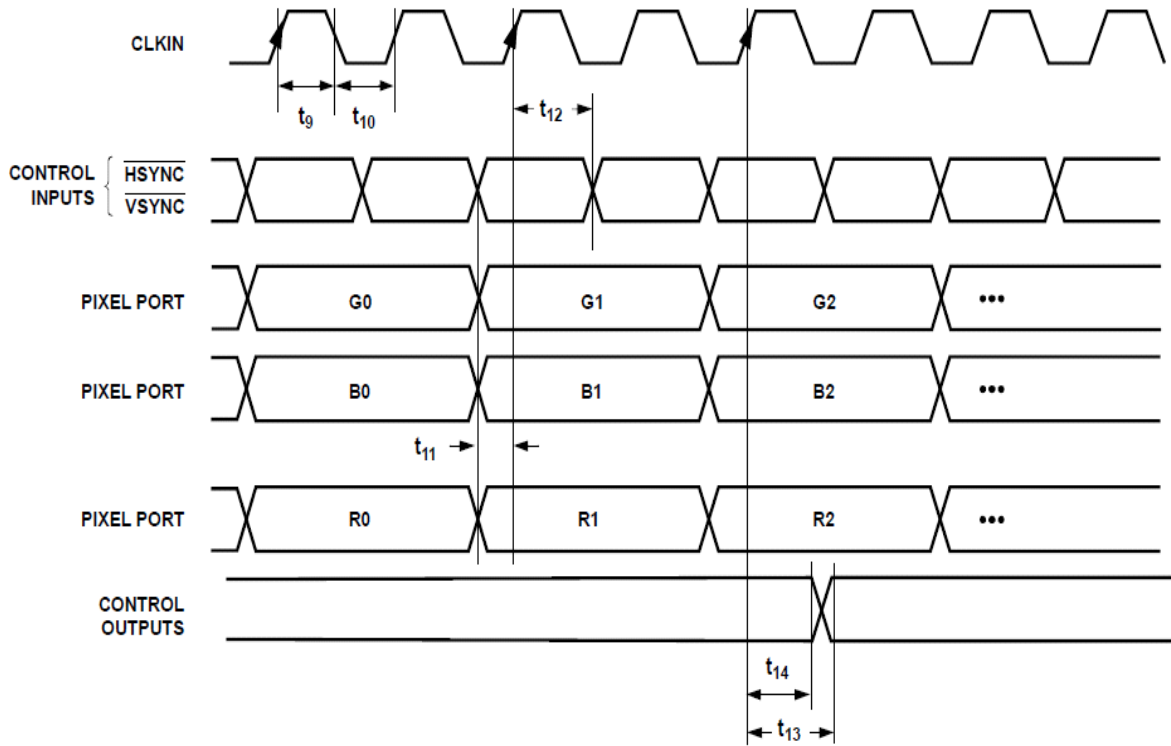 CLKIN
t9
t10
t12
CONTROL
INPUTS
HSYNC
VSYNC
PIXEL PORT
G0
G1
G2
•••
PIXEL PORT
B0
B1
B2
•••
t11
PIXEL PORT
R0
R1
R2
•••
CONTROL
OUTPUTS
t14
t13